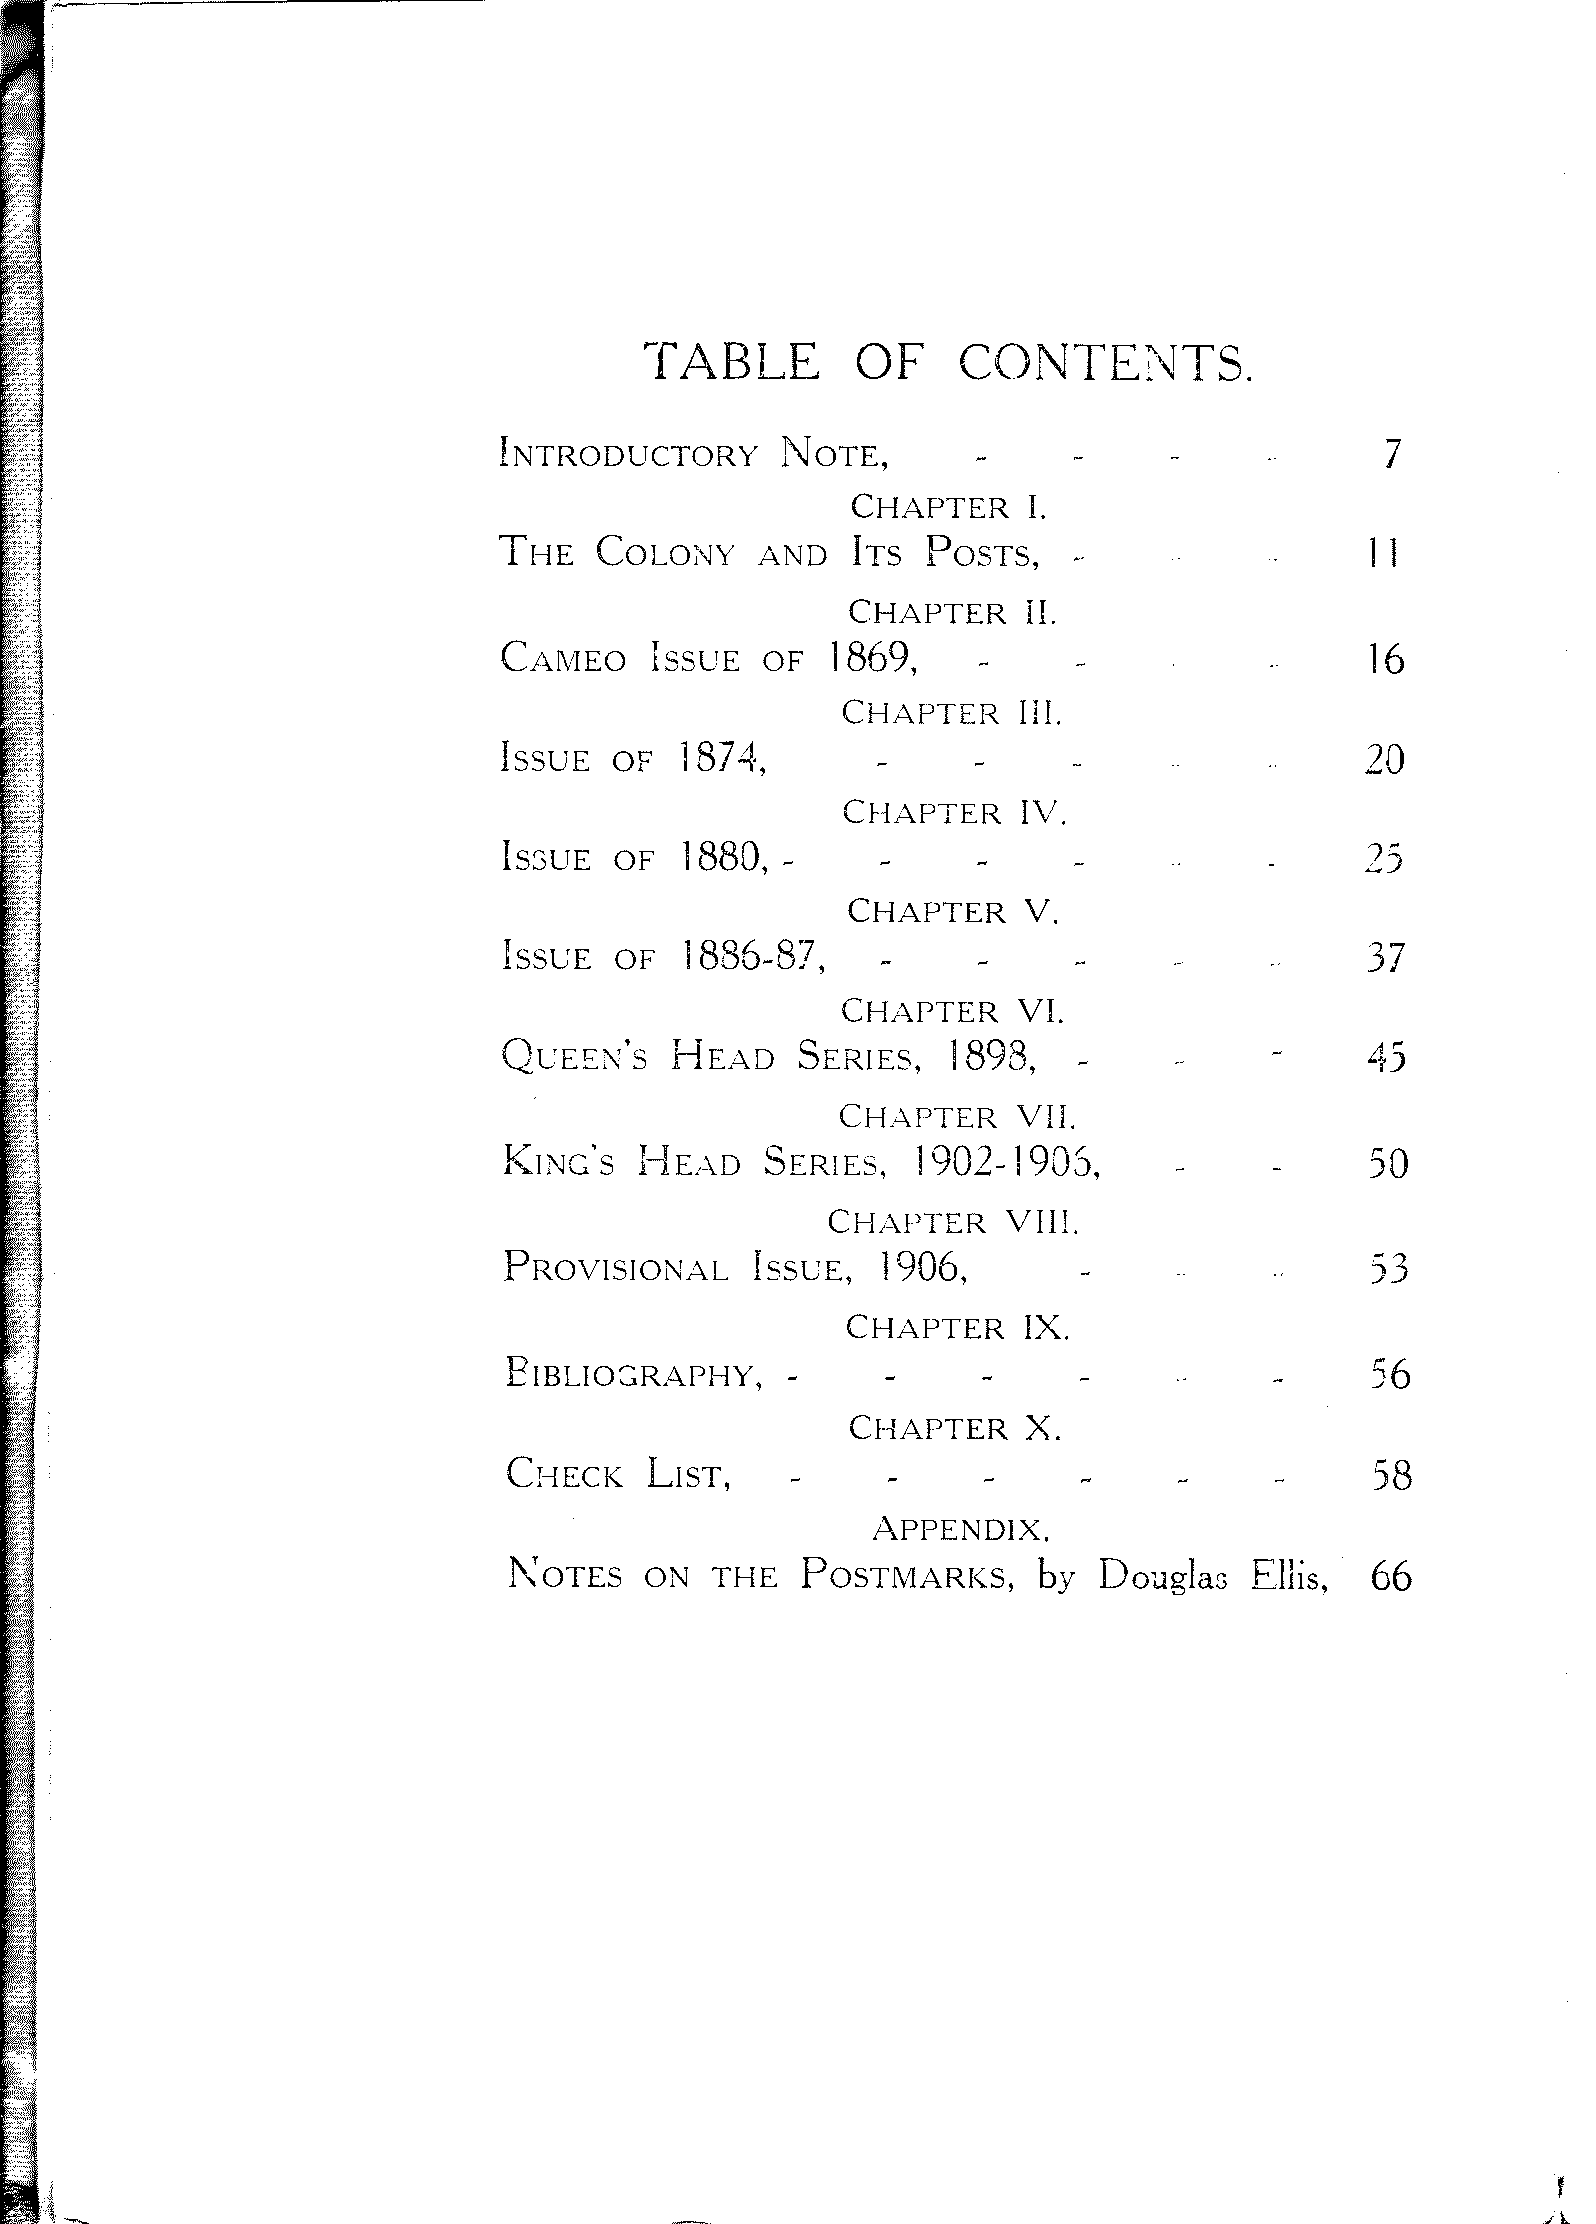 TABLE OF CONTENTS.
INTRODUCTORY NOTE, - - - - 7
CHAPTER I.
THE COLONY AND ITS POSTS, - - - 11
CHAPTER II.
CAMEO ISSUE OF 1869, - - - - 16
CHAPTER III.
ISSUE OF 1874, - - - - - 20
CHAPTER IV.
ISSUE OF 1880, - - - - - - 25
CHAPTER V.
ISSUE OF 1886-87, - - - - - 37
CHAPTER VI.
QUEEN'S HEAD SERIES, 1898, - - - 45
CHAPTER VII.
KING'S HEAD SERIES, 1902-1906, - - 50
CHAPTER VIII.
PROVISIONAL ISSUE, 1906, - - - 53
CHAPTER IX.
BIBLIOGRAPHY, - - - - - - 56
CHAPTER X.
CHECK LIST, - - - - - - 58
APPENDIX.
NOTES ON THE POSTMARKS, by Douglas Ellis, 66